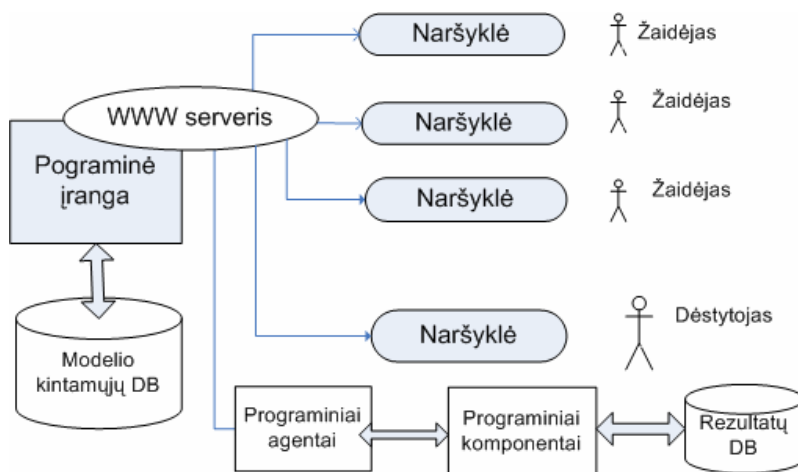 Naršyklė
Žaidėjas
WWW serveris
Naršyklė
Žaidėjas
Pograminė
įranga
Naršyklė
Žaidėjas
Naršyklė
Dėstytojas
Modelio
kintamųjų DB
Programiniai
agentai
Programiniai
komponentai
Rezultatų
DB